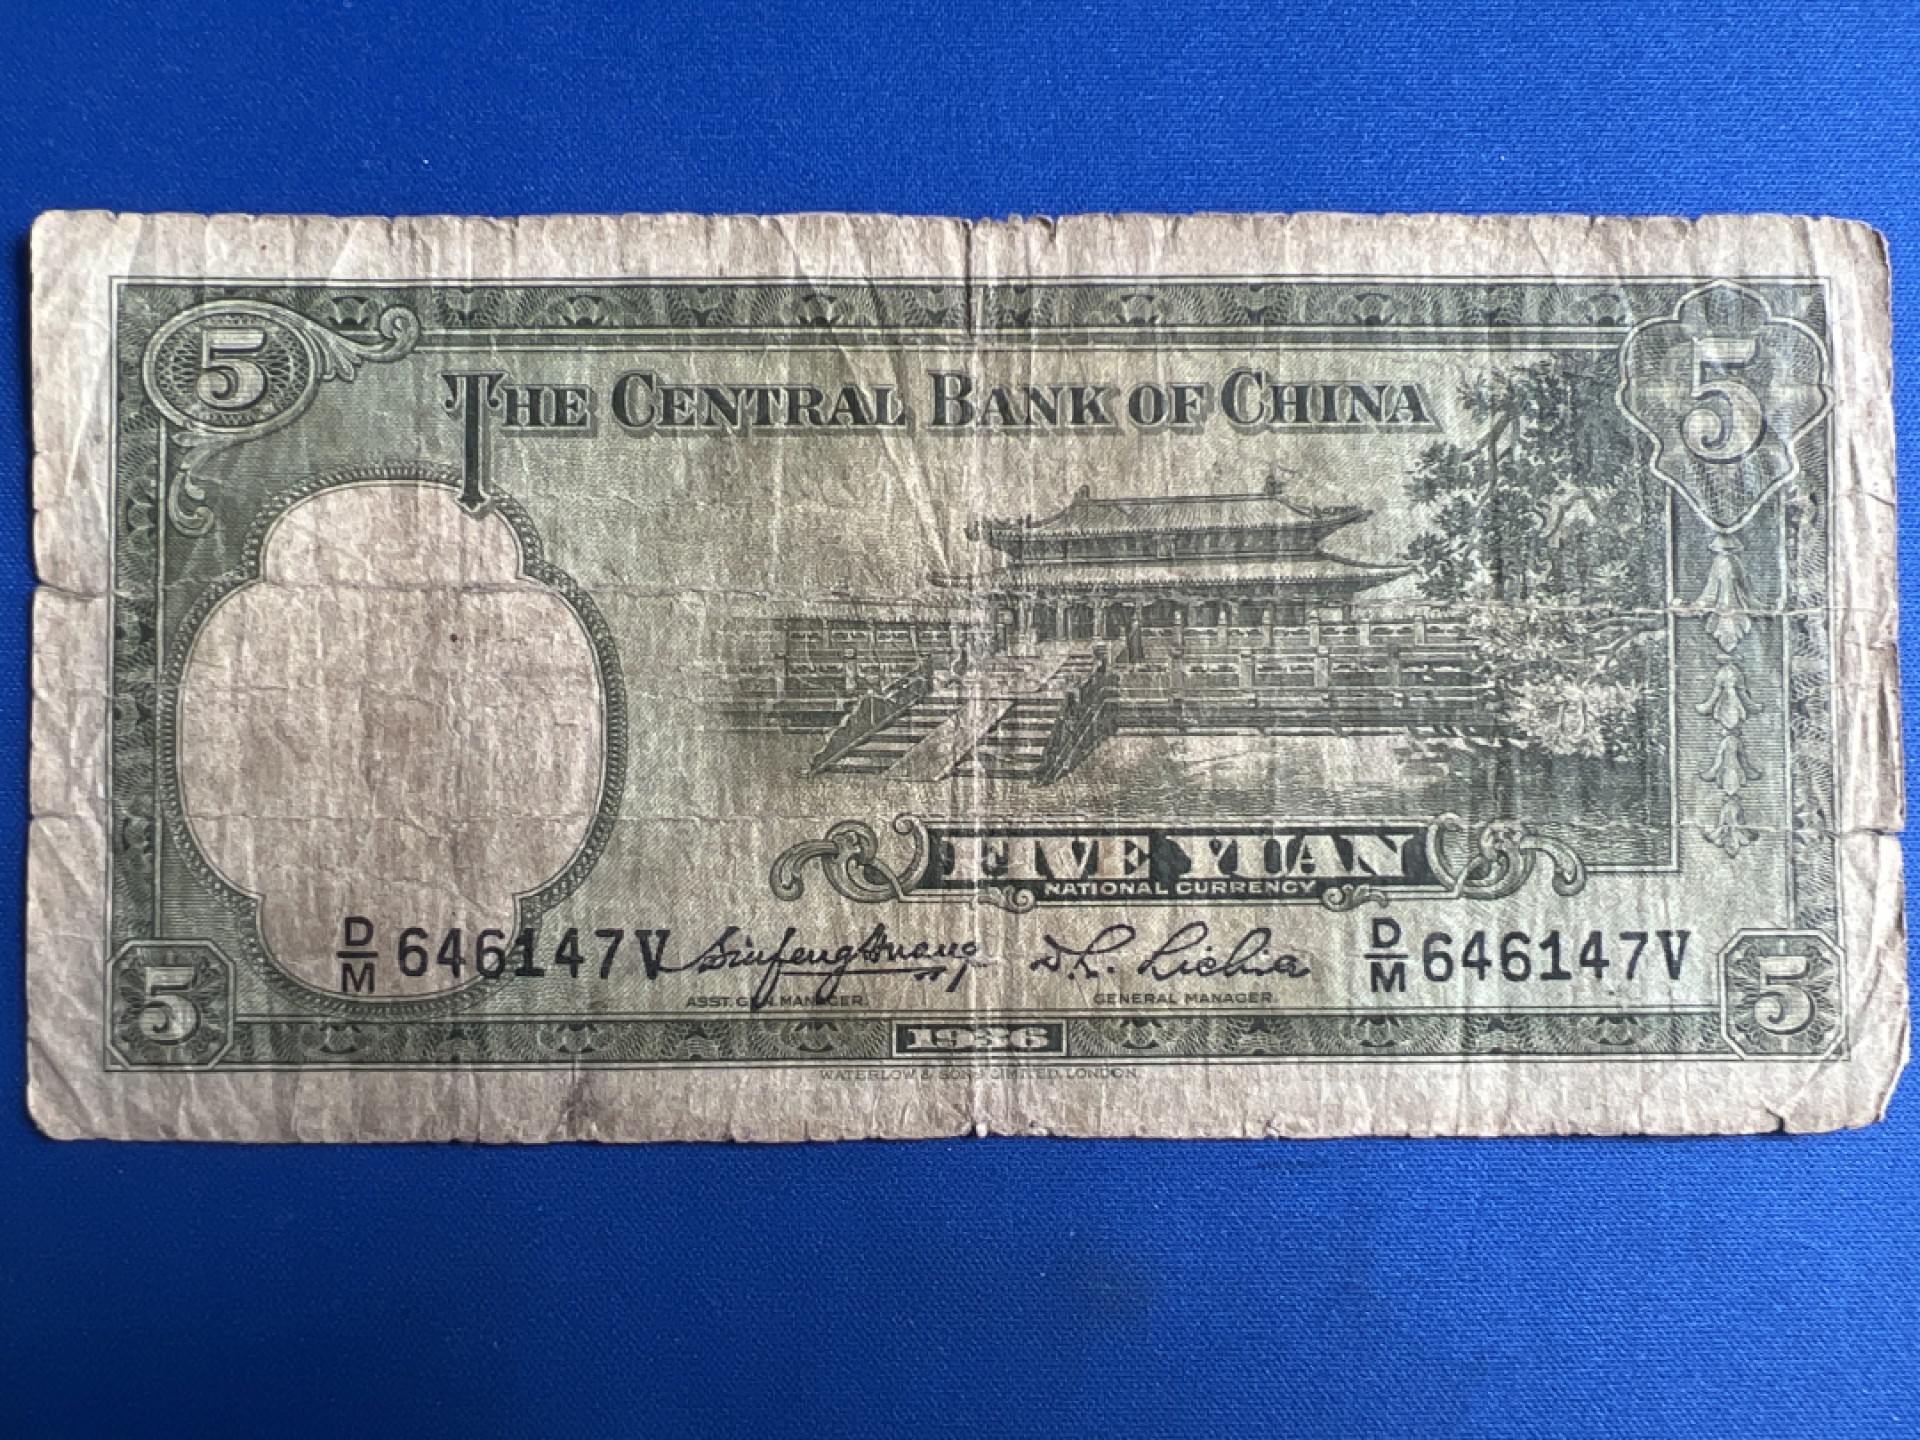 5 5
THE CENTRAL BANK OF CHINA
FIVE YUAN
NATIONAL CURRENCY
D/M 646147V D/M 646147V
ASST. GEN. MANAGER. GENERAL MANAGER.
5 5
1936
WATERLOW & SONS LIMITED, LONDON.